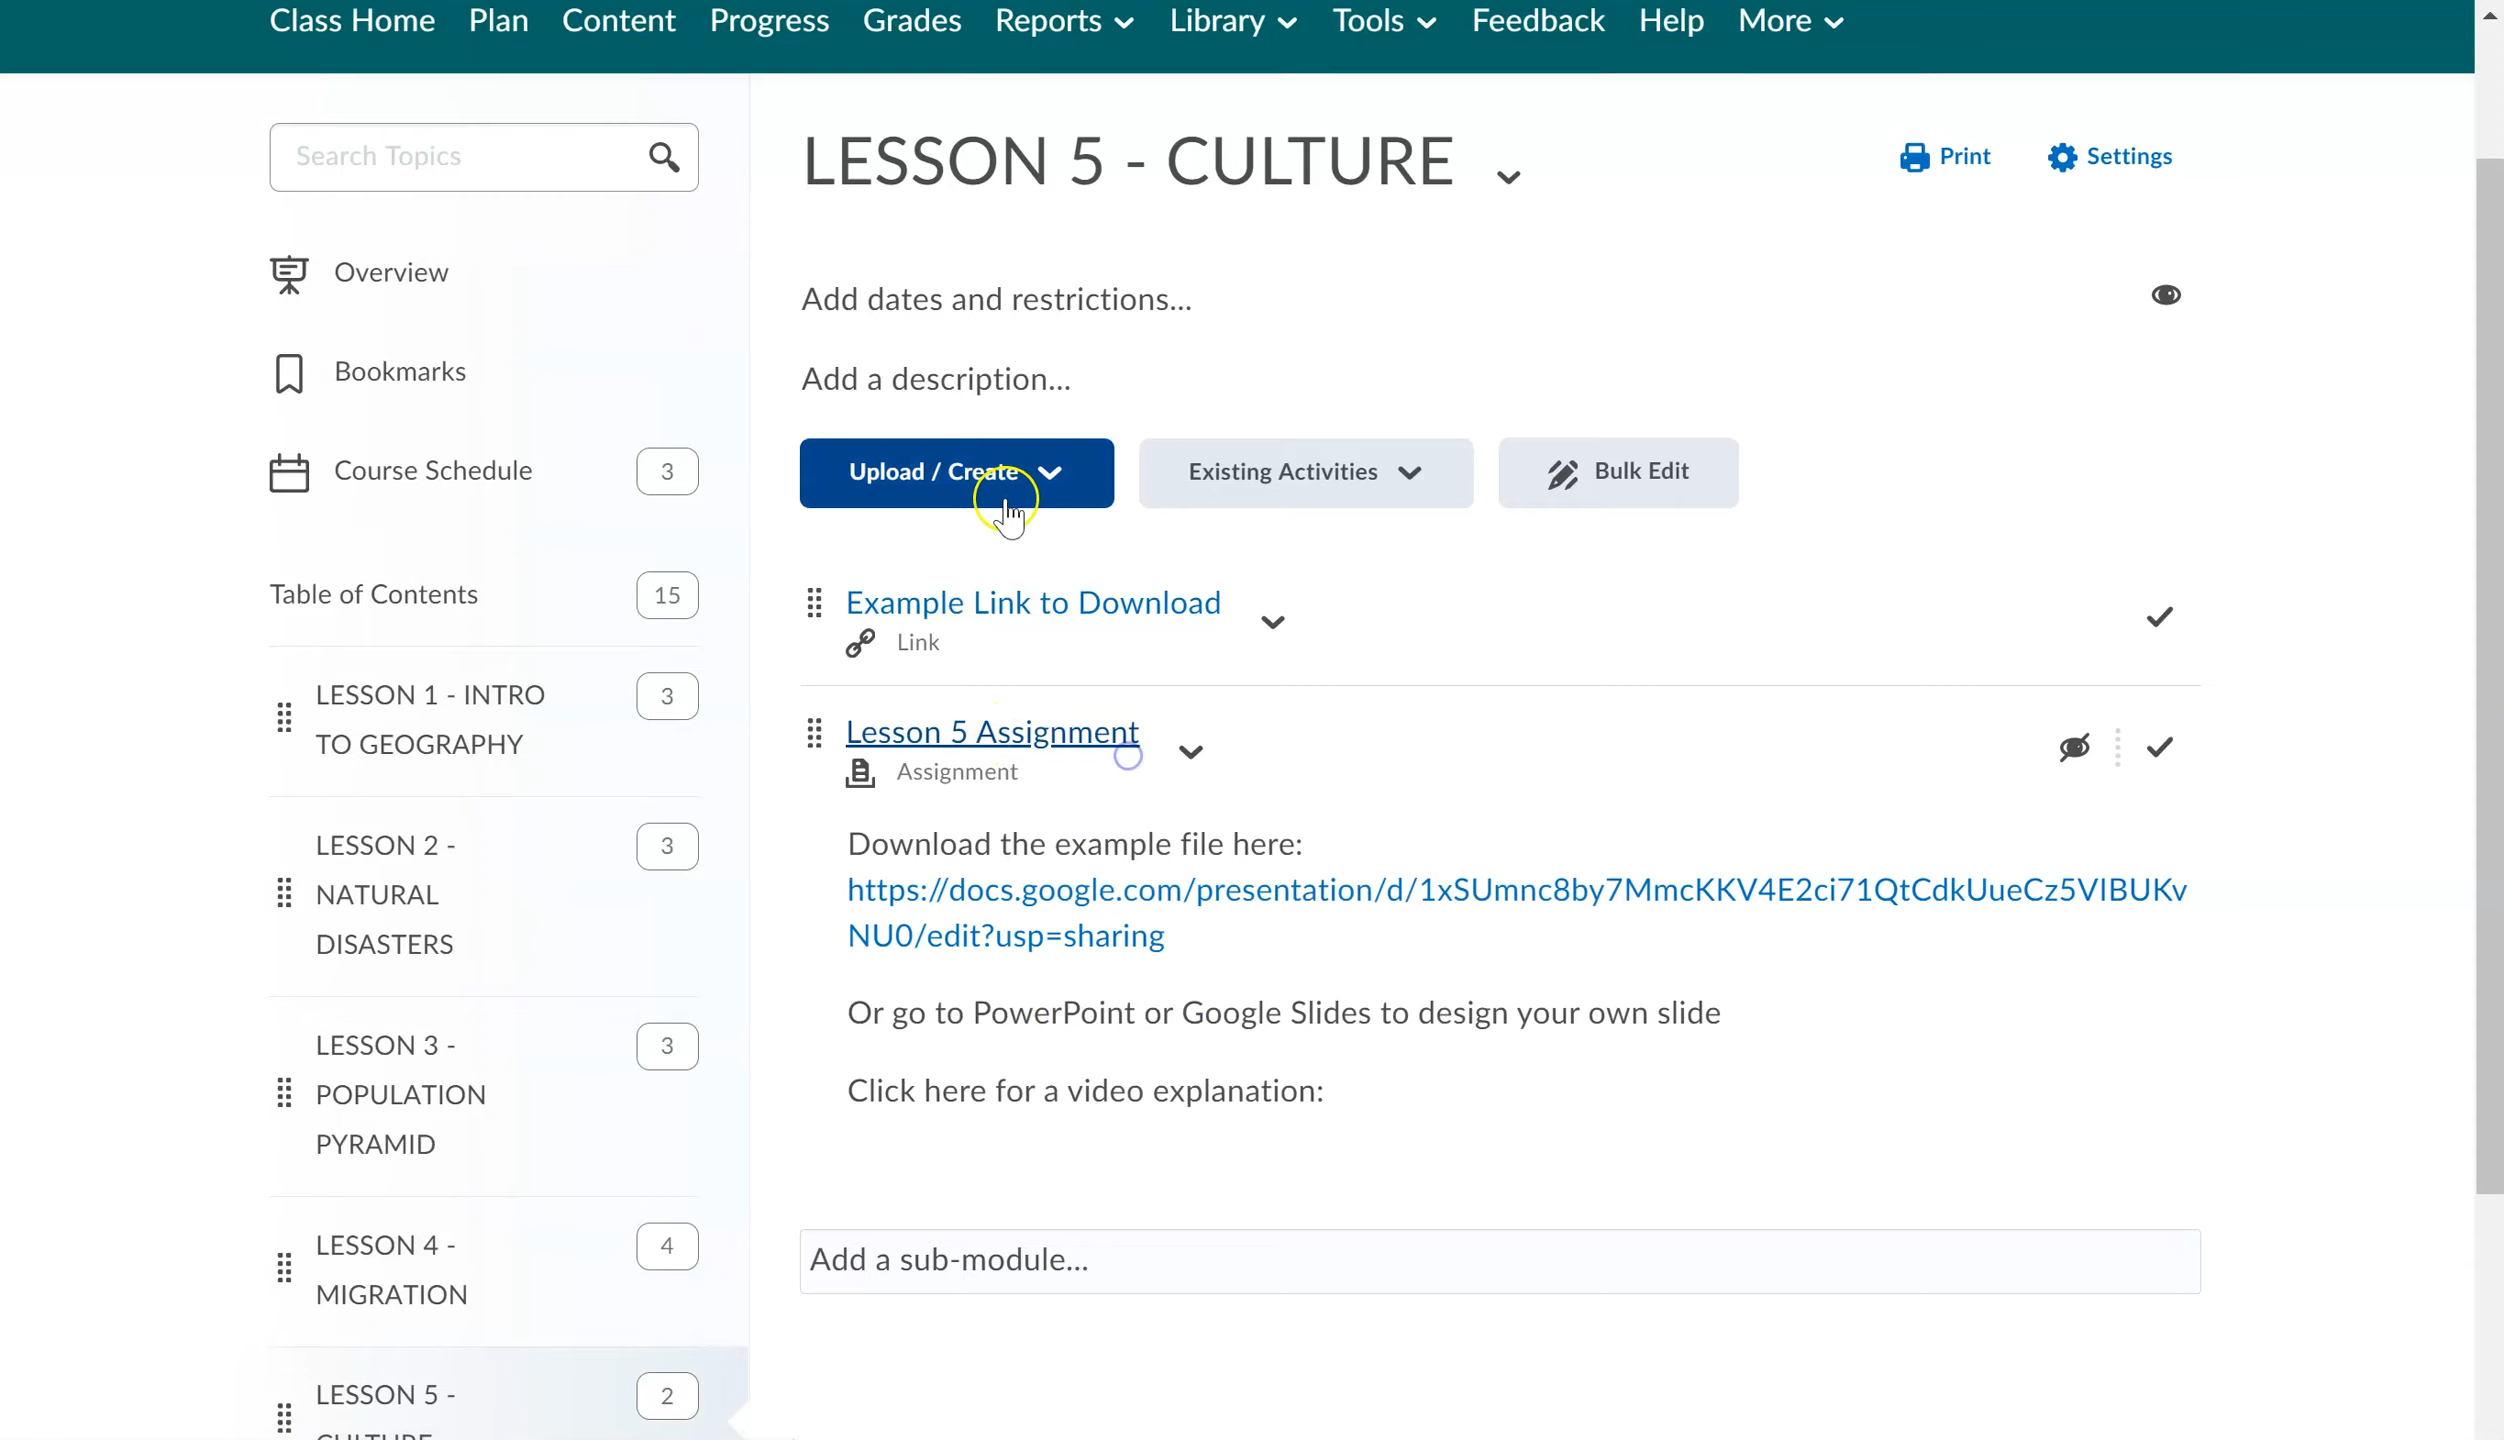 Class Home Plan Content Progress Grades Reports Library Tools Feedback Help More
Search Topics
Overview
Bookmarks
Course Schedule 3
Table of Contents 15
LESSON 1 - INTRO
TO GEOGRAPHY
3
LESSON 2 -
NATURAL
DISASTERS
3
LESSON 3 -
POPULATION
PYRAMID
3
LESSON 4 -
MIGRATION
4
LESSON 5 -
CULTURE
2
LESSON 5 - CULTURE
Print Settings
Add dates and restrictions...
Add a description...
Upload / Create Existing Activities Bulk Edit
Example Link to Download
Link
Lesson 5 Assignment
Assignment
Download the example file here:
https://docs.google.com/presentation/d/1xSUmnc8by7MmcKKV4E2ci71QtCdkUueCz5VIBUKv
NU0/edit?usp=sharing
Or go to PowerPoint or Google Slides to design your own slide
Click here for a video explanation:
Add a sub-module...